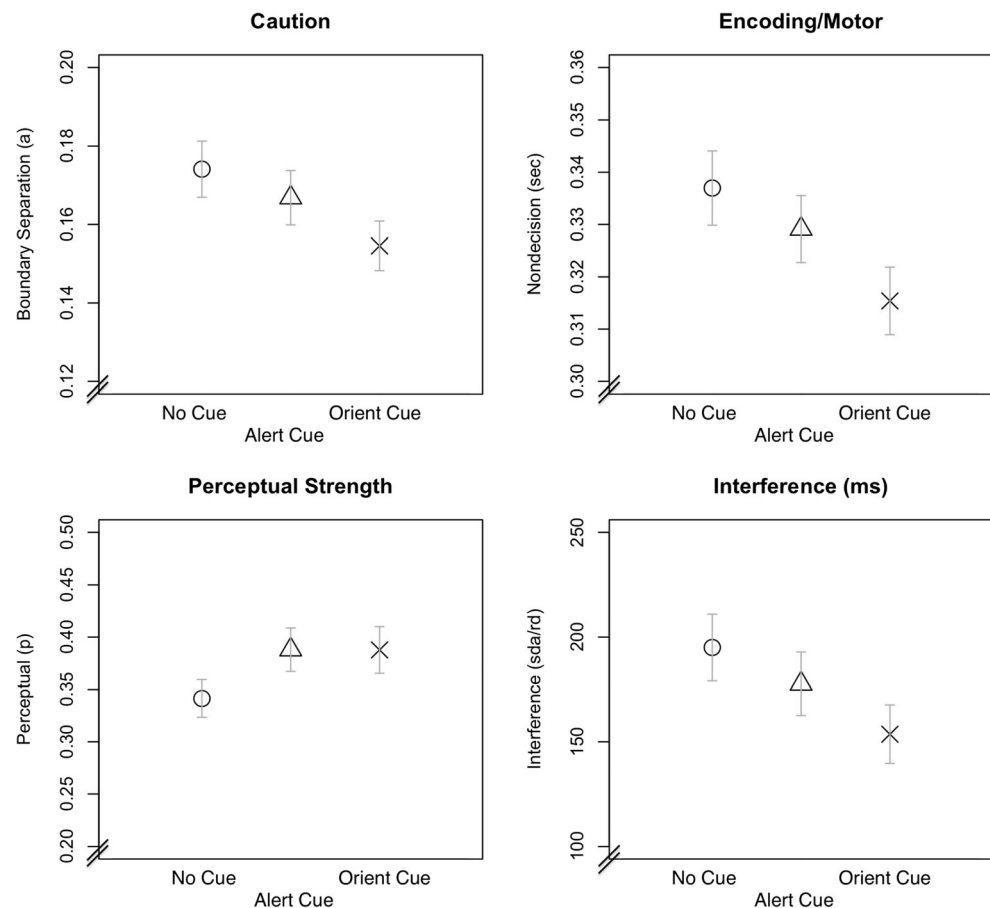 Caution
Boundary Separation (a)
0.20
0.18
0.16
0.14
0.12
No Cue
Orient Cue
Alert Cue
Encoding/Motor
Nondecision (sec)
0.36
0.35
0.34
0.33
0.32
0.31
0.30
No Cue
Orient Cue
Alert Cue
Perceptual Strength
Perceptual (p)
0.50
0.45
0.40
0.35
0.30
0.25
0.20
No Cue
Orient Cue
Alert Cue
Interference (ms)
Interference (sda/rd)
250
200
150
100
No Cue
Orient Cue
Alert Cue